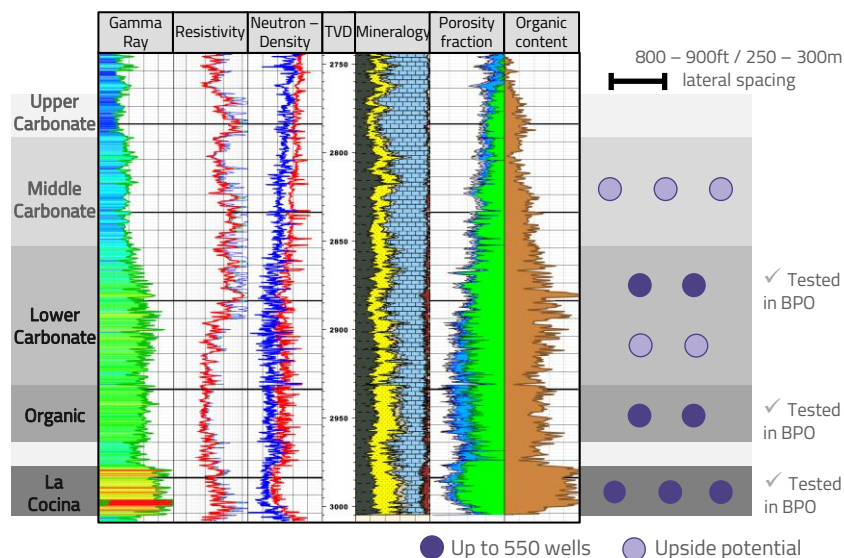 Gamma
Ray
Resistivity
Neutron –
Density
TVD
Mineralogy
Porosity
fraction
Organic
content
800 – 900ft / 250 – 300m
lateral spacing
2750
Upper
Carbonate
2800
Middle
Carbonate
2850
Lower
Carbonate
✓ Tested
in BPO
2900
Organic
2950
✓ Tested
in BPO
La
Cocina
3000
✓ Tested
in BPO
Up to 550 wells
Upside potential